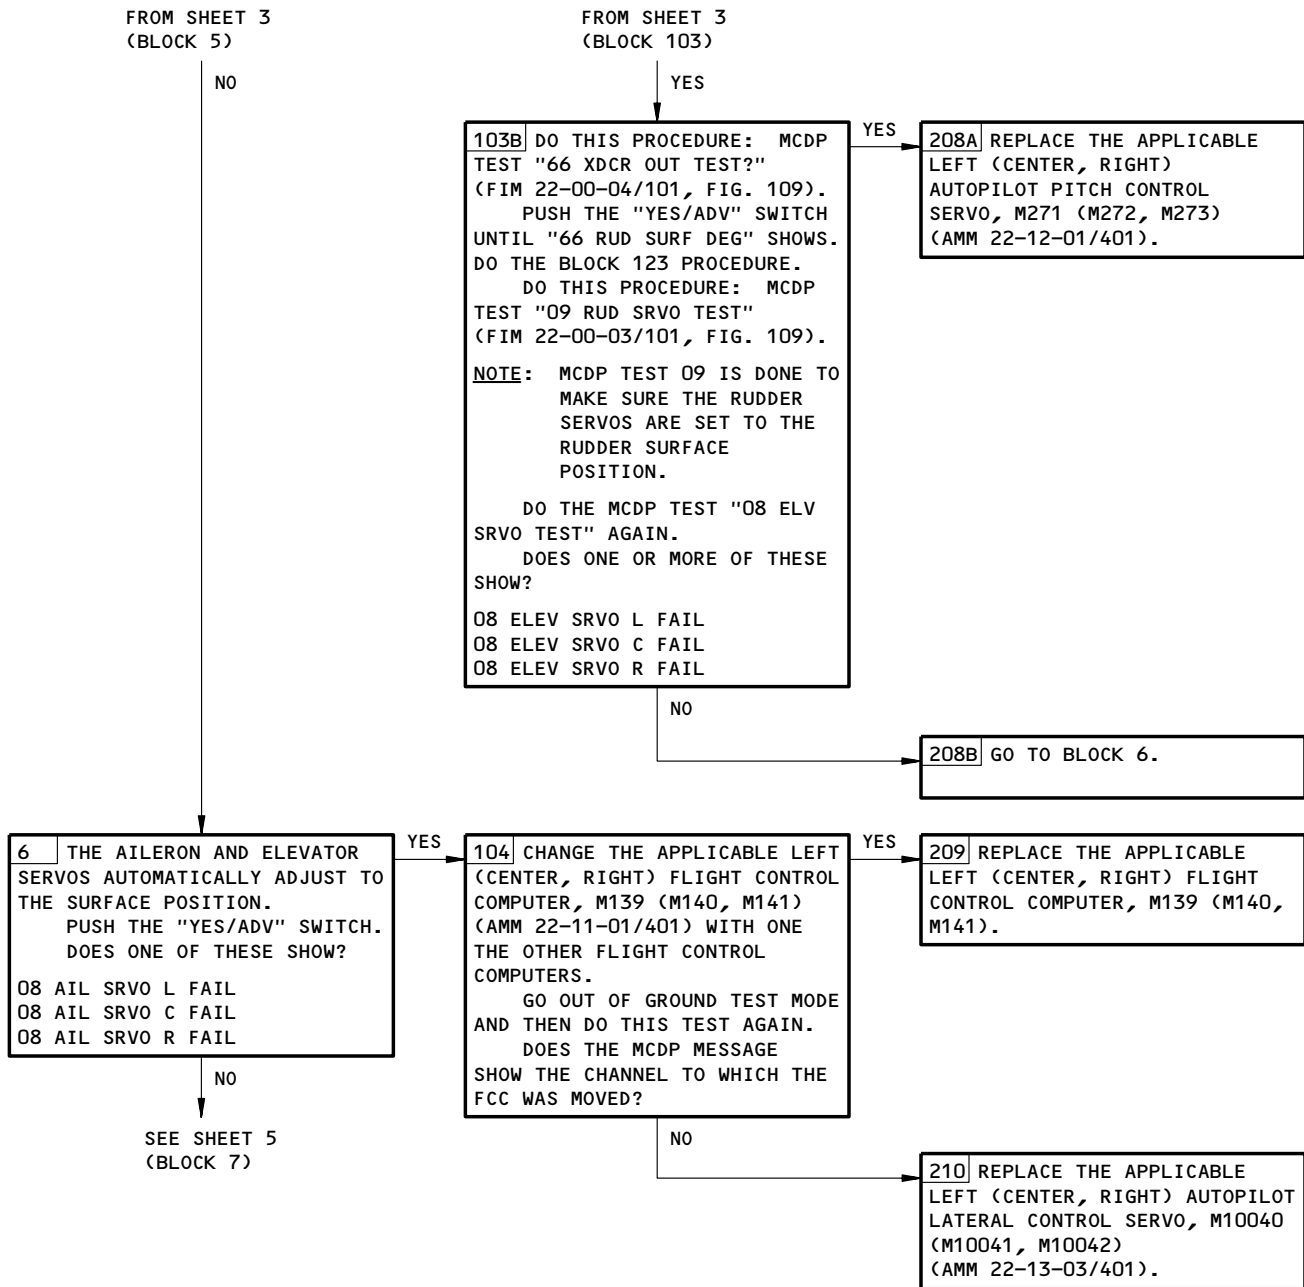 FROM SHEET 3
(BLOCK 5)
NO
FROM SHEET 3
(BLOCK 103)
YES
103B DO THIS PROCEDURE: MCDP
TEST "66 XDCR OUT TEST?"
(FIM 22-00-04/101, FIG. 109).
PUSH THE "YES/ADV" SWITCH
UNTIL "66 RUD SURF DEG" SHOWS.
DO THE BLOCK 123 PROCEDURE.
DO THIS PROCEDURE: MCDP
TEST "09 RUD SRVO TEST"
(FIM 22-00-03/101, FIG. 109).
NOTE: MCDP TEST 09 IS DONE TO
MAKE SURE THE RUDDER
SERVOS ARE SET TO THE
RUDDER SURFACE
POSITION.
DO THE MCDP TEST "08 ELV
SRVO TEST" AGAIN.
DOES ONE OR MORE OF THESE
SHOW?
08 ELEV SRVO L FAIL
08 ELEV SRVO C FAIL
08 ELEV SRVO R FAIL
YES
208A REPLACE THE APPLICABLE
LEFT (CENTER, RIGHT)
AUTOPILOT PITCH CONTROL
SERVO, M271 (M272, M273)
(AMM 22-12-01/401).
NO
208B GO TO BLOCK 6.
6 THE AILERON AND ELEVATOR
SERVOS AUTOMATICALLY ADJUST TO
THE SURFACE POSITION.
PUSH THE "YES/ADV" SWITCH.
DOES ONE OF THESE SHOW?
08 AIL SRVO L FAIL
08 AIL SRVO C FAIL
08 AIL SRVO R FAIL
YES
104 CHANGE THE APPLICABLE LEFT
(CENTER, RIGHT) FLIGHT CONTROL
COMPUTER, M139 (M140, M141)
(AMM 22-11-01/401) WITH ONE
THE OTHER FLIGHT CONTROL
COMPUTERS.
GO OUT OF GROUND TEST MODE
AND THEN DO THIS TEST AGAIN.
DOES THE MCDP MESSAGE
SHOW THE CHANNEL TO WHICH THE
FCC WAS MOVED?
YES
209 REPLACE THE APPLICABLE
LEFT (CENTER, RIGHT) FLIGHT
CONTROL COMPUTER, M139 (M140,
M141).
NO
SEE SHEET 5
(BLOCK 7)
NO
210 REPLACE THE APPLICABLE
LEFT (CENTER, RIGHT) AUTOPILOT
LATERAL CONTROL SERVO, M10040
(M10041, M10042)
(AMM 22-13-03/401).